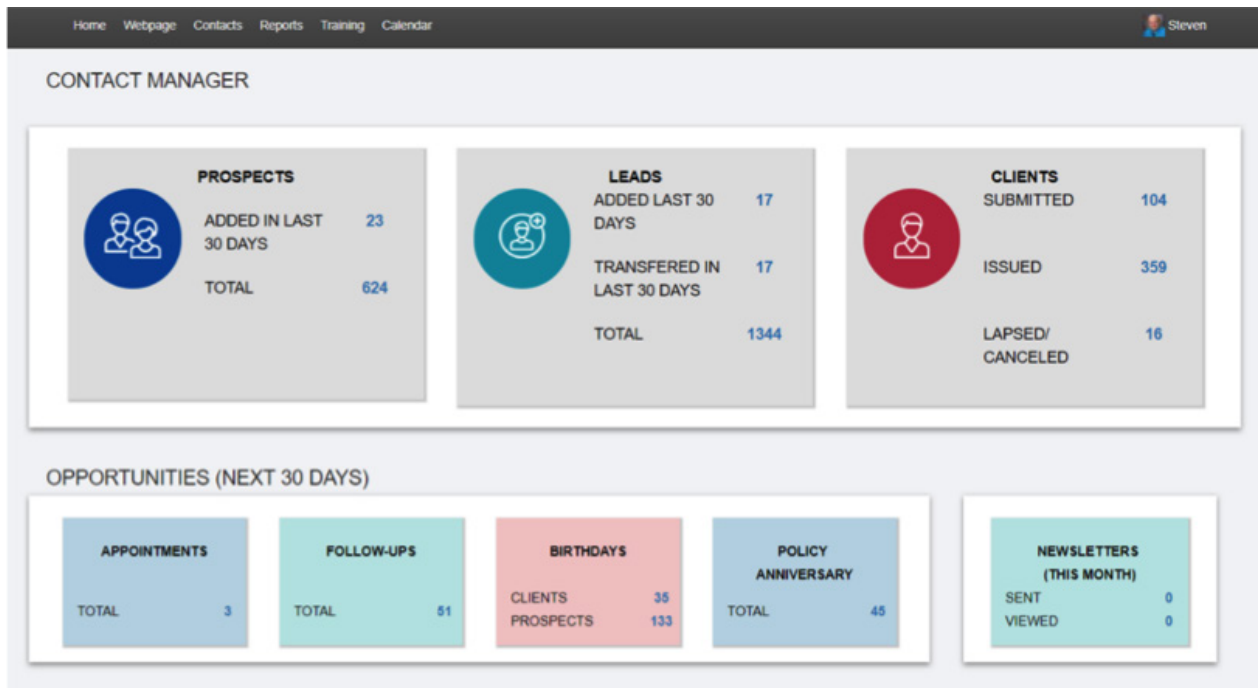 Home Webpage Contacts Reports Training Calendar Steven
CONTACT MANAGER
PROSPECTS
ADDED IN LAST 23
30 DAYS
TOTAL 624
LEADS
ADDED LAST 30 17
DAYS
TRANSFERED IN 17
LAST 30 DAYS
TOTAL 1344
CLIENTS
SUBMITTED 104
ISSUED 359
LAPSED/ 16
CANCELED
OPPORTUNITIES (NEXT 30 DAYS)
APPOINTMENTS
TOTAL 3
FOLLOW-UPS
TOTAL 51
BIRTHDAYS
CLIENTS 35
PROSPECTS 133
POLICY
ANNIVERSARY
TOTAL 45
NEWSLETTERS
(THIS MONTH)
SENT 0
VIEWED 0